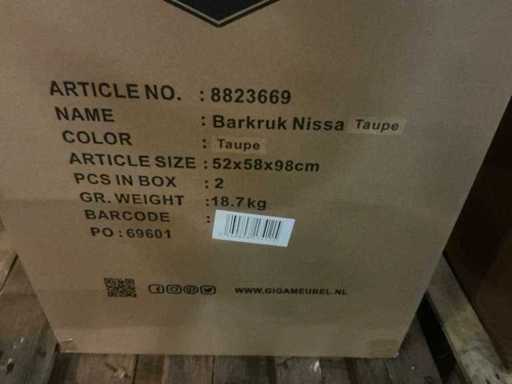 ARTICLE NO. : 8823669
NAME : Barkruk Nissa Taupe
COLOR : Taupe
ARTICLE SIZE : 52x58x98cm
PCS IN BOX : 2
GR. WEIGHT :18.7kg
BARCODE :
PO : 69601
WWW.GIGAMEUBEL.NL